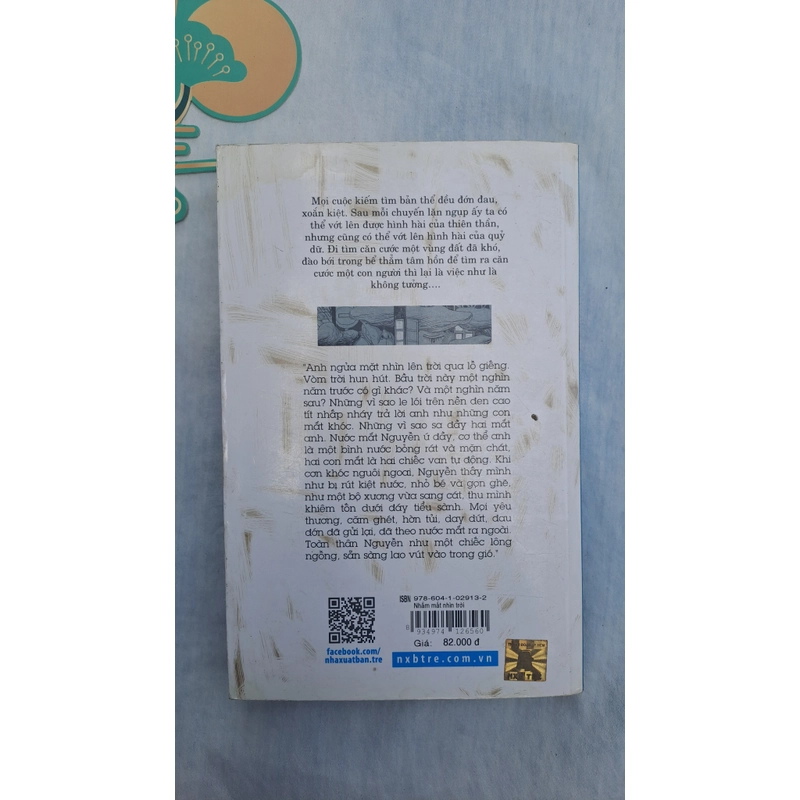 Mọi cuộc kiếm tìm bản thể đều đớn đau,
xoắn kiệt. Sau mỗi chuyến lặn ngụp ấy ta có
thể vớt lên được hình hài của thiên thần,
nhưng cũng có thể vớt lên hình hài của quỷ
dữ. Đi tìm căn cước một vùng đất đã khó,
đào bới trong bể thẳm tâm hồn để tìm ra căn
cước một con người thì lại là việc như là
không tưởng....
"Anh ngửa mặt nhìn lên trời qua lỗ giếng.
Vòm trời hun hút. Bầu trời này một nghìn
năm trước có gì khác? Và một nghìn năm
sau? Những vì sao le lói trên nền đen cao
tít nhấp nháy trả lời anh như những con
mắt khóc. Những vì sao sa đầy hai mắt
anh. Nước mắt Nguyễn ứ đầy, cơ thể anh
là một bình nước bỏng rát và mặn chát,
hai con mắt là hai chiếc van tự động. Khi
cơn khóc nguôi ngoai, Nguyễn thấy mình
như bị rút kiệt nước, nhỏ bé và gọn ghẽ,
như một bộ xương vừa sang cát, thu mình
khiêm tốn dưới đáy tiểu sành. Mọi yêu
thương, căm ghét, hờn tủi, day dứt, đau
đớn đã gửi lại, đã theo nước mắt ra ngoài.
Toàn thân Nguyễn như một chiếc lông
ngỗng, sẵn sàng lao vút vào trong gió."
ISBN 978-604-1-02913-2
Nhắm mắt nhìn trời
8 934974 126560
Giá: 82.000 đ
facebook.com/
nhaxuatban.tre
nxbtre.com.vn